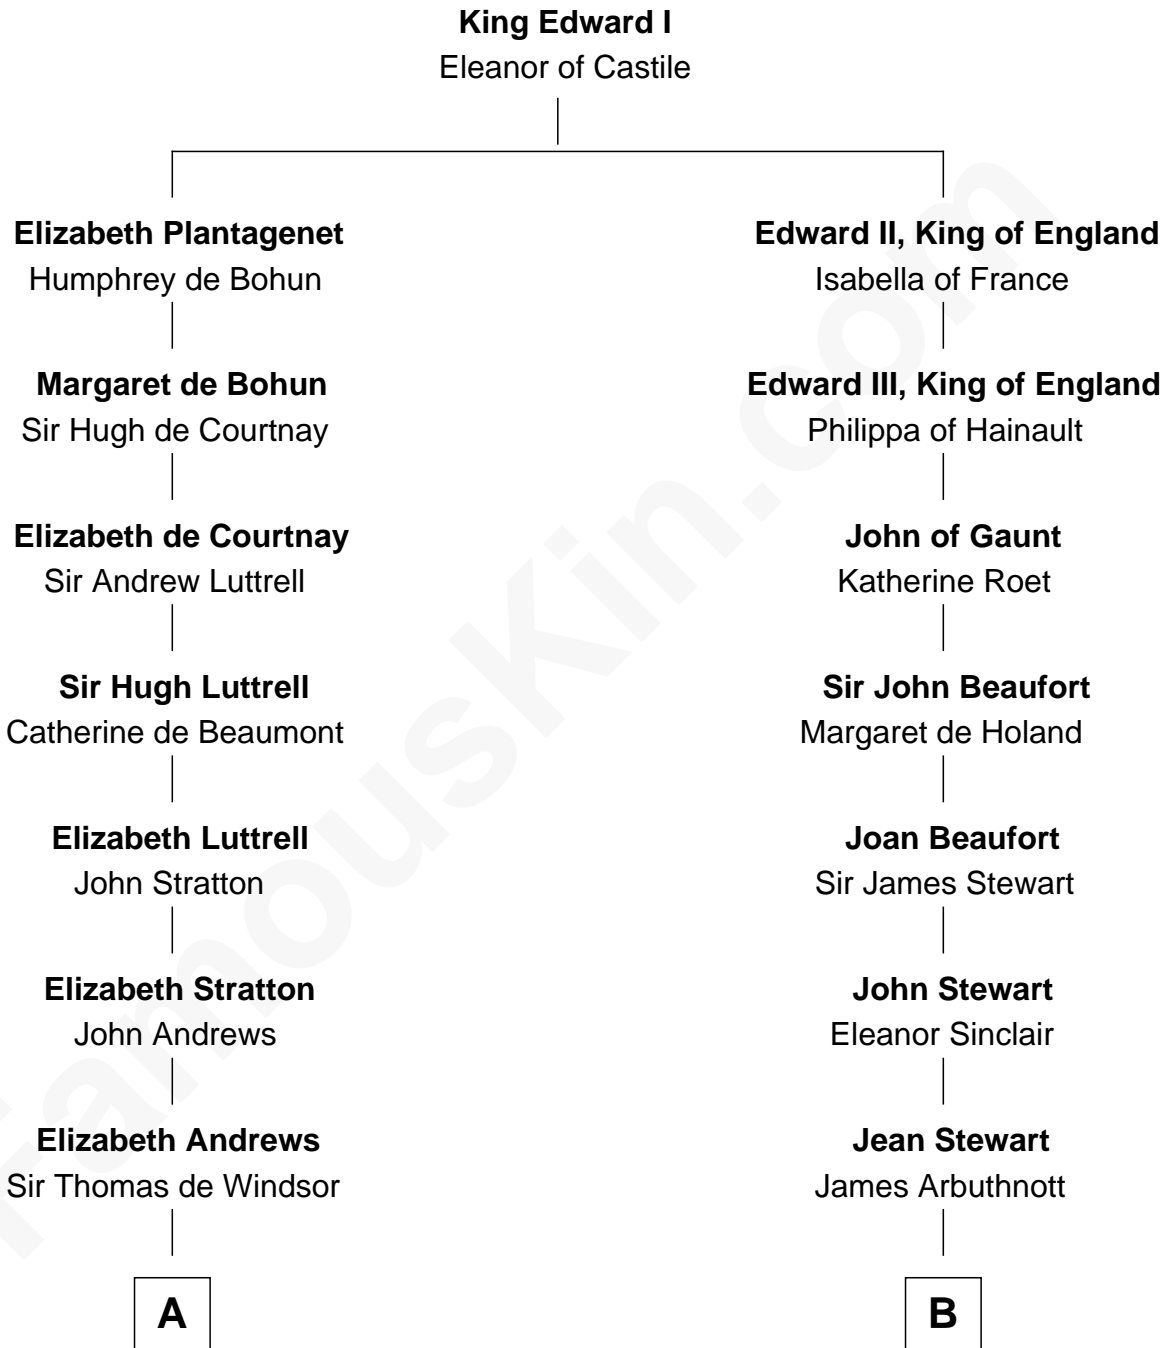 King Edward I
Eleanor of Castile
Elizabeth Plantagenet
Humphrey de Bohun
Edward II, King of England
Isabella of France
Margaret de Bohun
Sir Hugh de Courtnay
Edward III, King of England
Philippa of Hainault
Elizabeth de Courtnay
Sir Andrew Luttrell
John of Gaunt
Katherine Roet
Sir Hugh Luttrell
Catherine de Beaumont
Sir John Beaufort
Margaret de Holand
Elizabeth Luttrell
John Stratton
Joan Beaufort
Sir James Stewart
Elizabeth Stratton
John Andrews
John Stewart
Eleanor Sinclair
Elizabeth Andrews
Sir Thomas de Windsor
Jean Stewart
James Arbuthnott
A
B
FamousKin.com